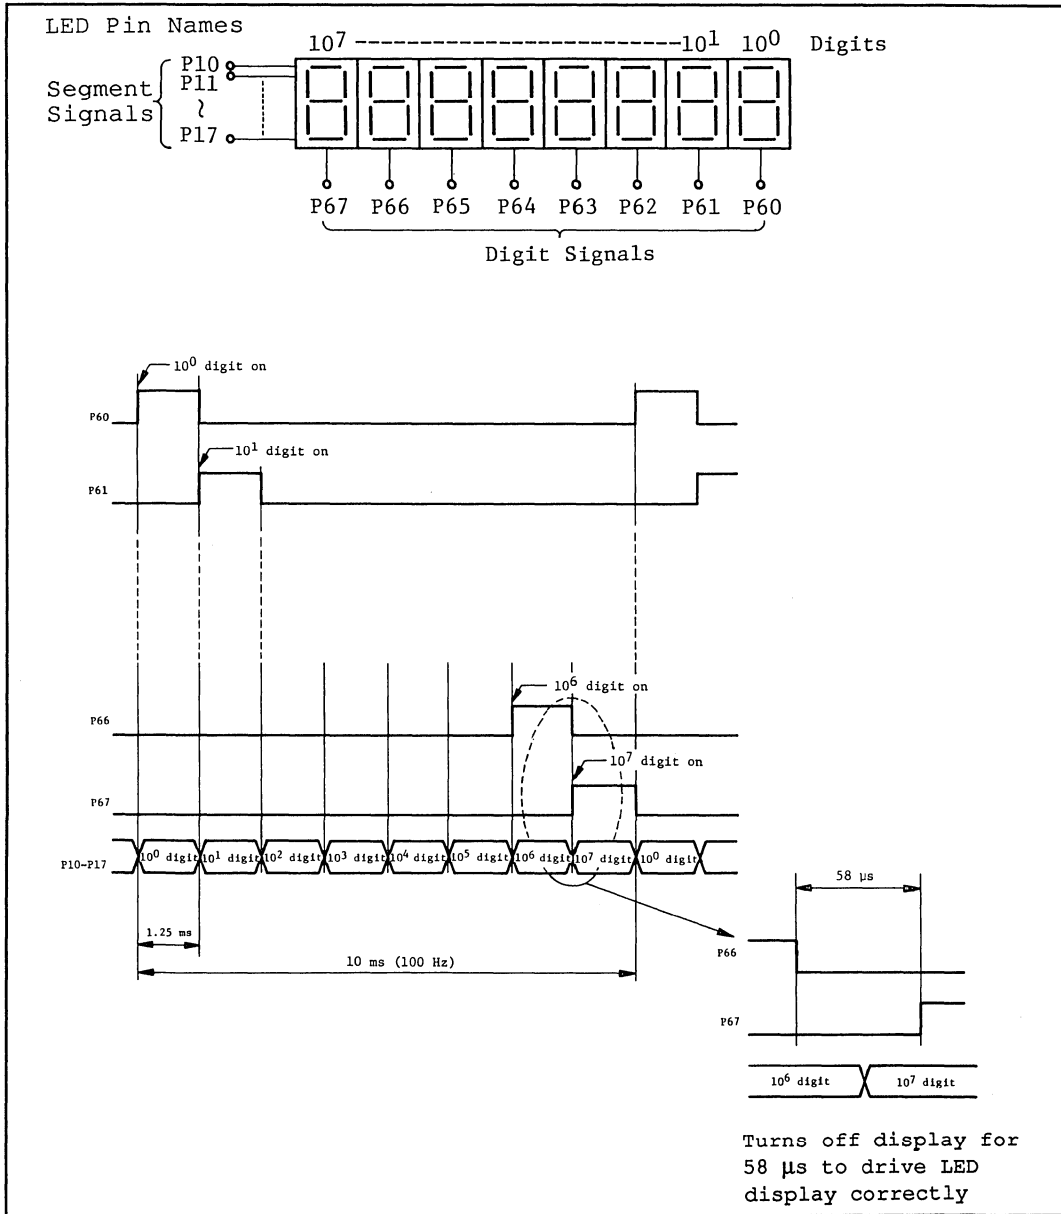 LED Pin Names
10⁷ 10¹ 10⁰ Digits
Segment Signals
P10
P11
~
P17
P67 P66 P65 P64 P63 P62 P61 P60
Digit Signals
10⁰ digit on
P60
10¹ digit on
P61
10⁶ digit on
P66
10⁷ digit on
P67
P10-P17 10⁰ digit 10¹ digit 10² digit 10³ digit 10⁴ digit 10⁵ digit 10⁶ digit 10⁷ digit 10⁰ digit
1.25 ms
10 ms (100 Hz)
58 µs
P66
P67
10⁶ digit 10⁷ digit
Turns off display for
58 µs to drive LED
display correctly